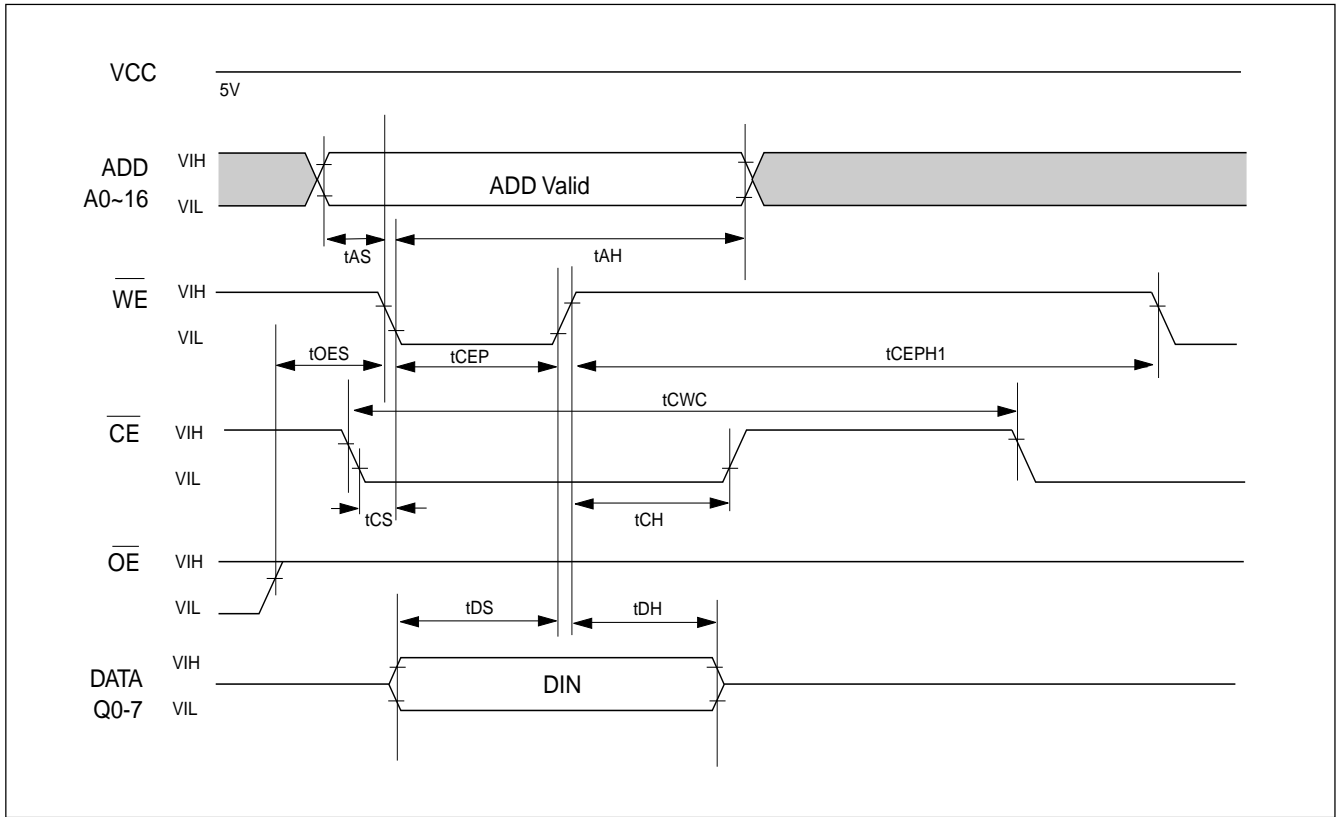 VCC
5V
ADD
A0~16
VIH
VIL
ADD Valid
tAS
tAH
WE
VIH
VIL
tOES
tCEP
tCEPH1
tCWC
CE
VIH
VIL
tCS
tCH
OE
VIH
VIL
tDS
tDH
DATA
Q0-7
VIH
VIL
DIN